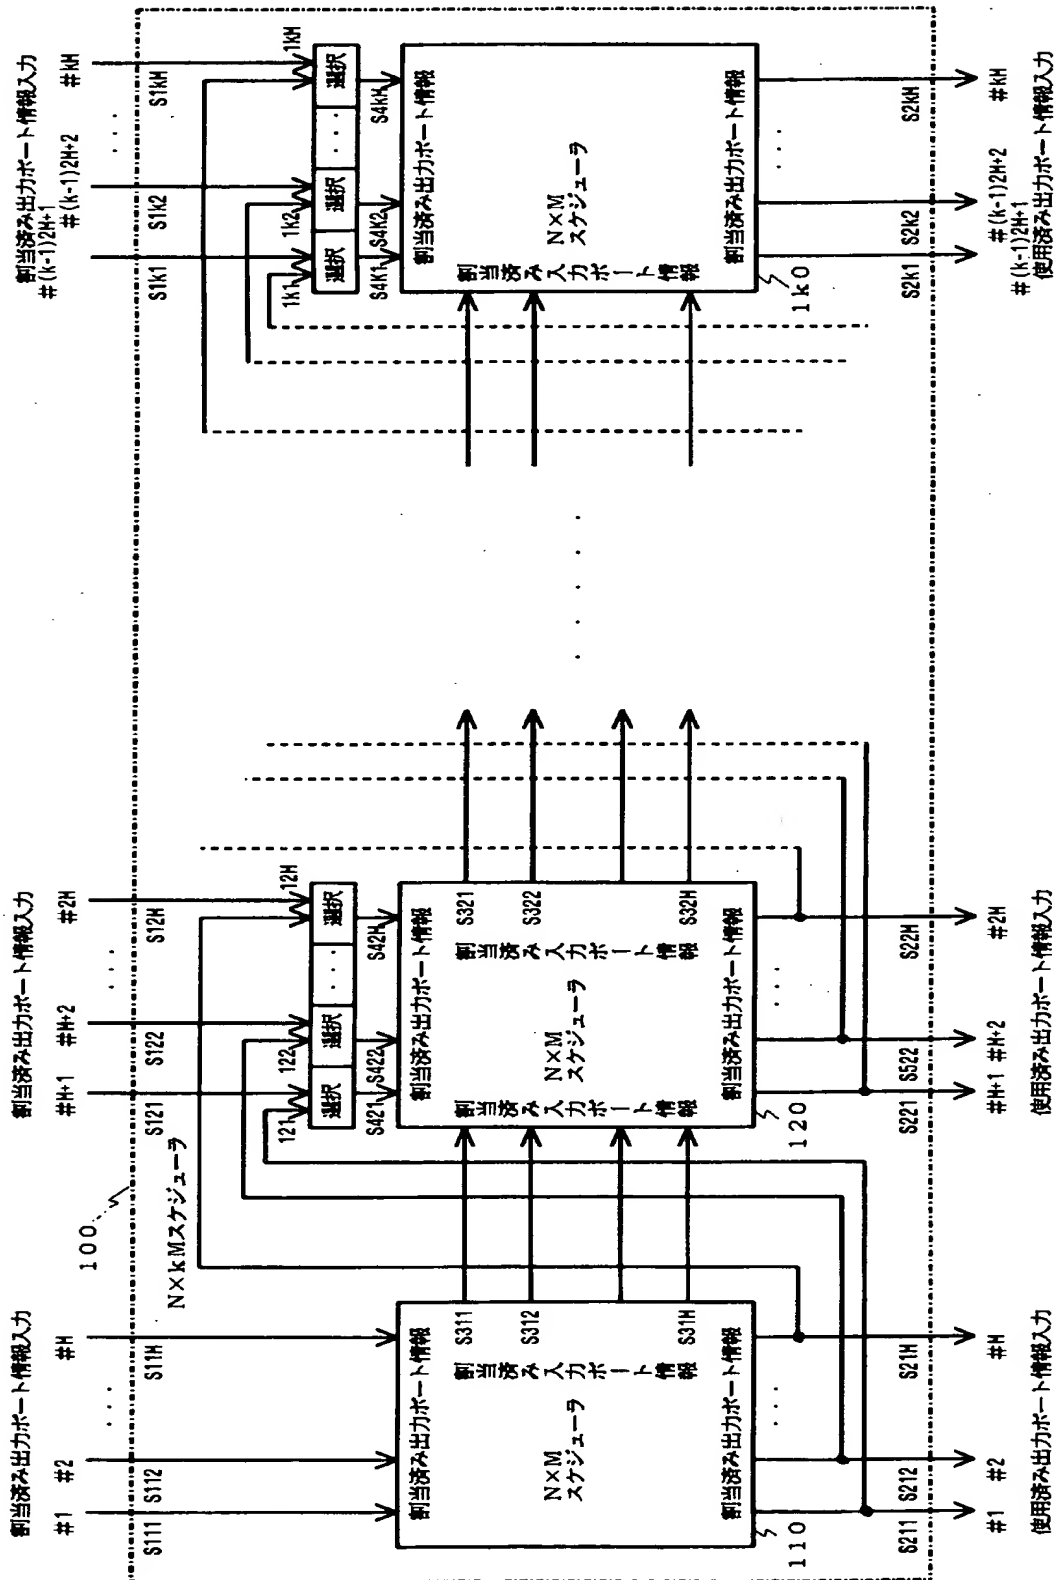 割当済み出力ポート情報入力
#1
#2
. . .
#M
割当済み出力ポート情報入力
#M+1
#M+2
. . .
#2M
割当済み出力ポート情報入力
#(k-1)2M+1
#(k-1)2M+2
. . .
#kM
100
N×kMスケジューラ
S111
S112
S11M
S121
S122
S12M
S1k1
S1k2
S1kM
121
122
12M
選択
選択
. . .
選択
1k1
1k2
1kM
選択
選択
. . .
選択
S421
S422
S42M
S4k1
S4k2
S4kM
割当済み出力ポート情報
N×M
スケジューラ
割当済み入力ポート情報
S311
S312
S31M
割当済み出力ポート情報
110
割当済み出力ポート情報
割当済み入力ポート情報
N×M
スケジューラ
割当済み入力ポート情報
S321
S322
S32M
割当済み出力ポート情報
120
. . . . .
割当済み出力ポート情報
割当済み入力ポート情報
N×M
スケジューラ
割当済み出力ポート情報
1k0
. . .
. . .
. . .
S211
S212
S21M
S221
S522
S22M
S2k1
S2k2
S2kM
#1
#2
#M
使用済み出力ポート情報入力
#M+1
#M+2
#2M
使用済み出力ポート情報入力
#(k-1)2M+1
#(k-1)2M+2
#kM
使用済み出力ポート情報入力